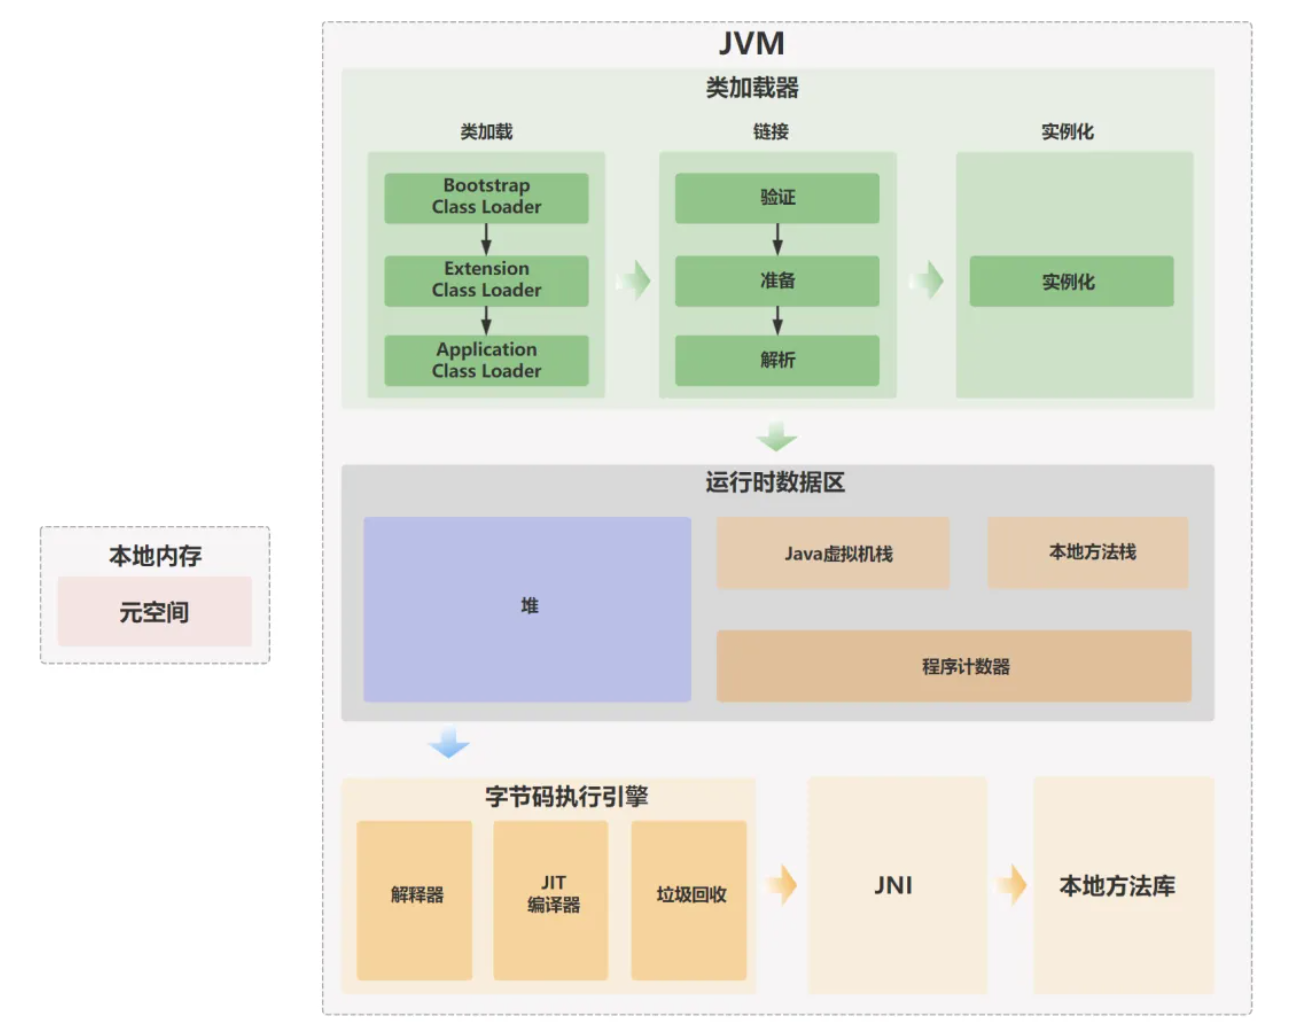 JVM
类加载器
类加载
链接
实例化
Bootstrap
Class Loader
Extension
Class Loader
Application
Class Loader
验证
准备
解析
实例化
运行时数据区
堆
Java虚拟机栈
本地方法栈
程序计数器
本地内存
元空间
字节码执行引擎
解释器
JIT
编译器
垃圾回收
JNI
本地方法库